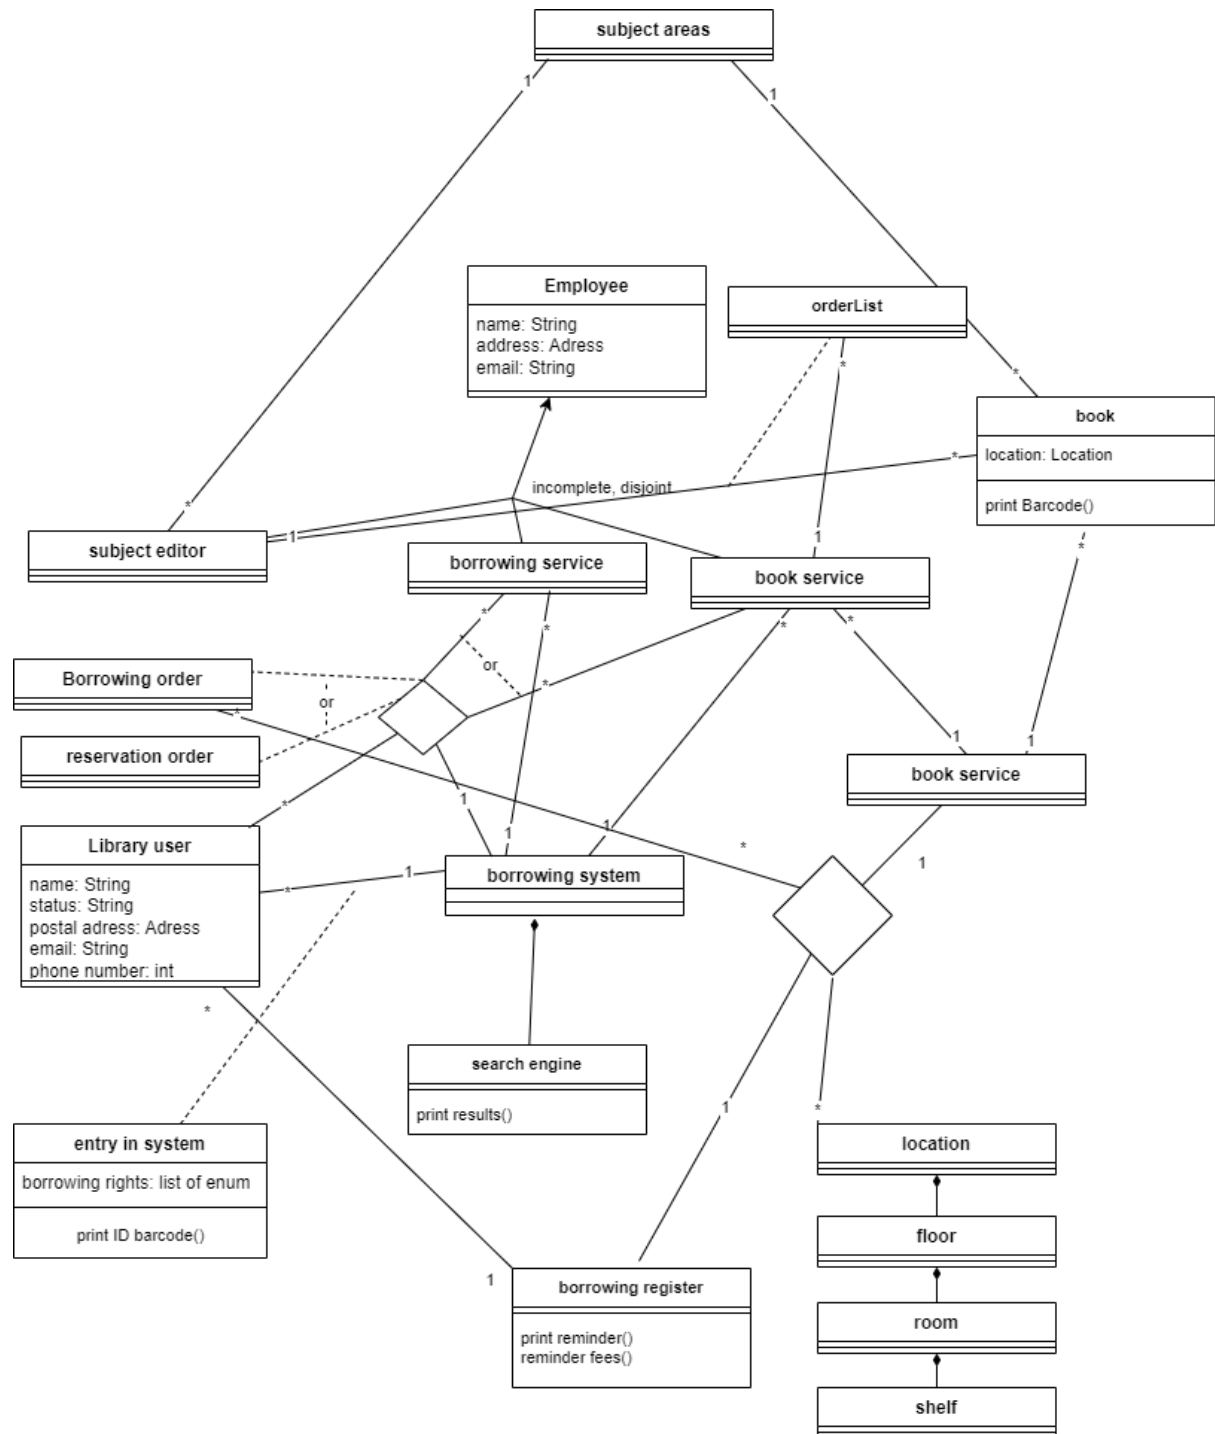 subject areas
1
1
Employee
name: String
address: Adress
email: String
orderList
*
*
book
location: Location
print Barcode()
*
incomplete, disjoint
*
1
1
subject editor
borrowing service
book service
*
*
*
*
*
or
*
Borrowing order
or
*
*
reservation order
1
1
book service
*
1
1
1
*
1
Library user
name: String
status: String
postal adress: Adress
email: String
phone number: int
*
1
borrowing system
*
search engine
print results()
1
*
entry in system
borrowing rights: list of enum
print ID barcode()
location
floor
1
borrowing register
print reminder()
reminder fees()
room
shelf